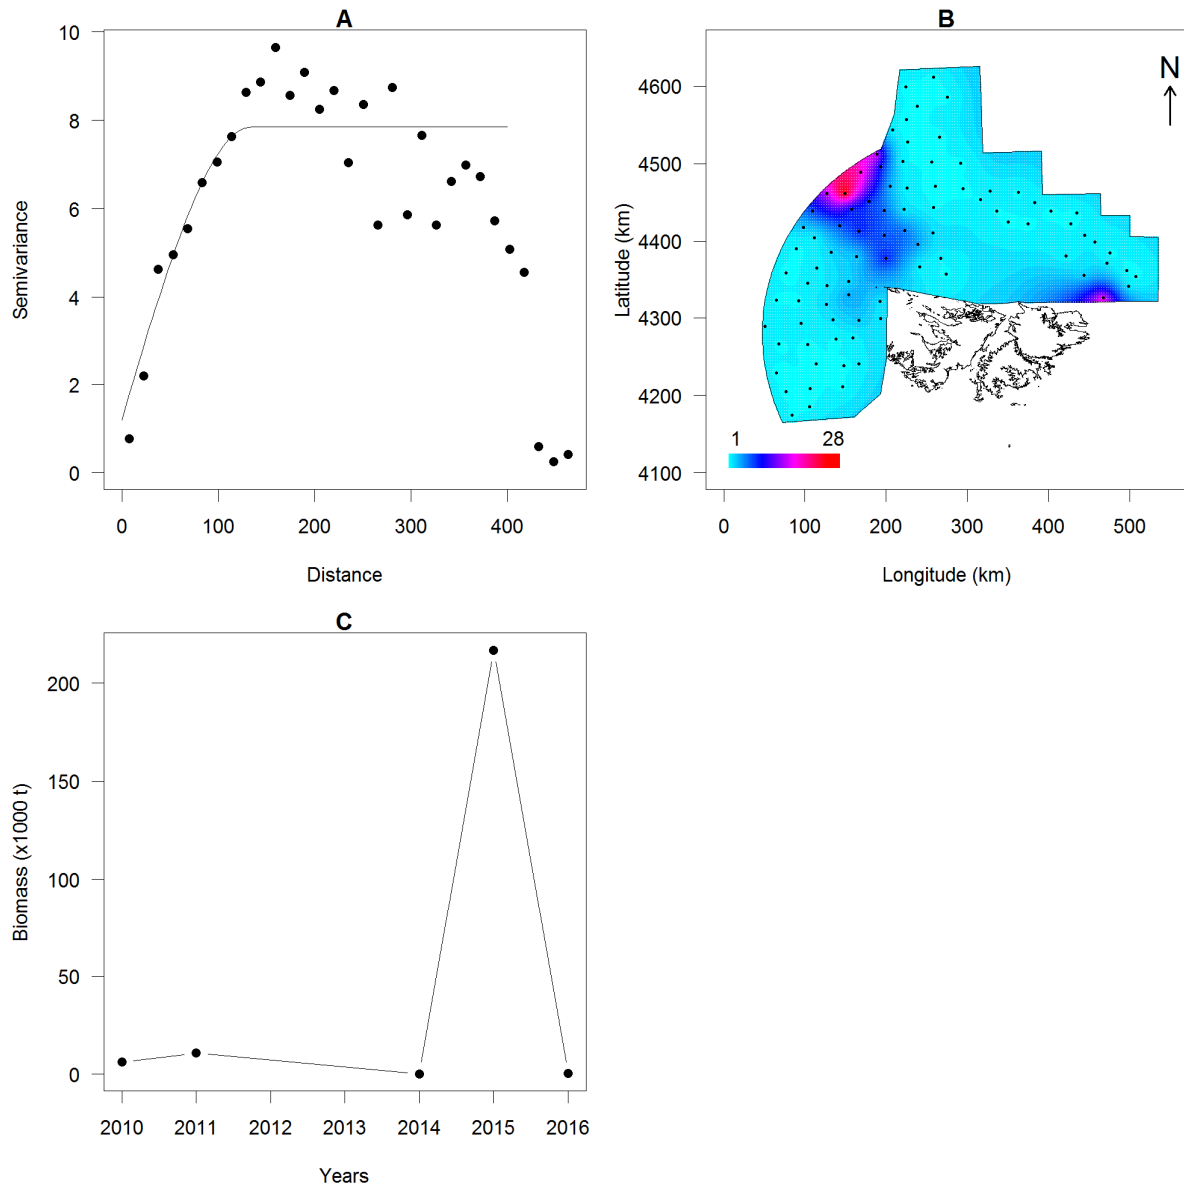 A
10
8
6
4
2
0
Semivariance
0 100 200 300 400
Distance
B
N
4600
4500
4400
4300
4200
4100
Latitude (km)
1 28
0 100 200 300 400 500
Longitude (km)
C
200
150
100
50
0
Biomass (x1000 t)
2010 2011 2012 2013 2014 2015 2016
Years